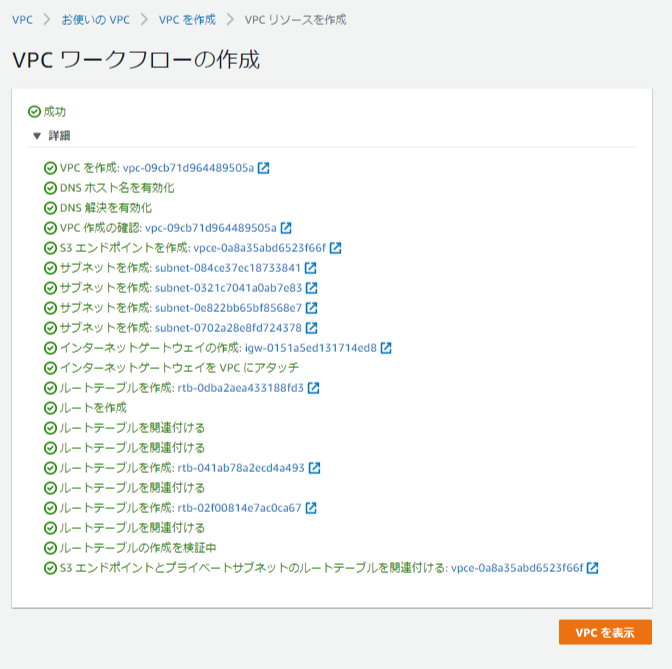 VPC > お使いの VPC > VPC を作成 > VPC リソースを作成
VPC ワークフローの作成
成功
▼ 詳細
VPC を作成: vpc-09cb71d964489505a
DNS ホスト名を有効化
DNS 解決を有効化
VPC 作成の確認: vpc-09cb71d964489505a
S3 エンドポイントを作成: vpce-0a8a35abd6523f66f
サブネットを作成: subnet-084ce37ec18733841
サブネットを作成: subnet-0321c7041a0ab7e83
サブネットを作成: subnet-0e822bb65bf8568e7
サブネットを作成: subnet-0702a28e8fd724378
インターネットゲートウェイの作成: igw-0151a5ed131714ed8
インターネットゲートウェイを VPC にアタッチ
ルートテーブルを作成: rtb-0dba2aea433188fd3
ルートを作成
ルートテーブルを関連付ける
ルートテーブルを関連付ける
ルートテーブルを作成: rtb-041ab78a2ecd4a493
ルートテーブルを関連付ける
ルートテーブルを作成: rtb-02f00814e7ac0ca67
ルートテーブルを関連付ける
ルートテーブルの作成を検証中
S3 エンドポイントとプライベートサブネットのルートテーブルを関連付ける: vpce-0a8a35abd6523f66f
VPC を表示